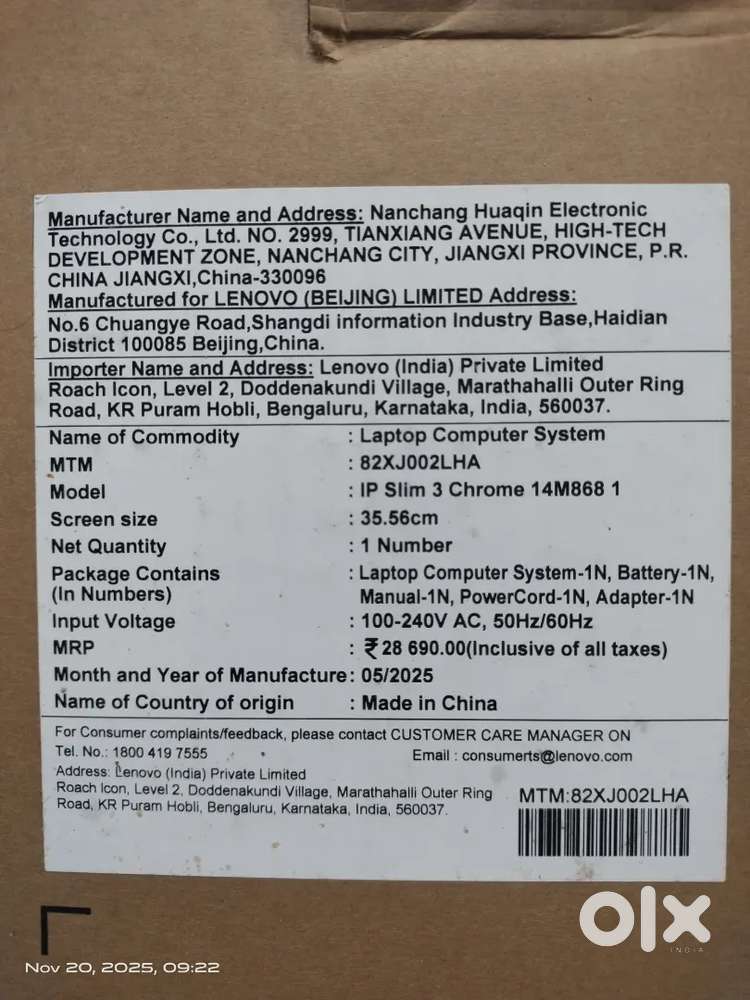 Manufacturer Name and Address: Nanchang Huaqin Electronic
Technology Co., Ltd. NO. 2999, TIANXIANG AVENUE, HIGH-TECH
DEVELOPMENT ZONE, NANCHANG CITY, JIANGXI PROVINCE, P.R.
CHINA JIANGXI,China-330096
Manufactured for LENOVO (BEIJING) LIMITED Address:
No.6 Chuangye Road,Shangdi information Industry Base,Haidian
District 100085 Beijing,China.
Importer Name and Address: Lenovo (India) Private Limited
Roach Icon, Level 2, Doddenakundi Village, Marathahalli Outer Ring
Road, KR Puram Hobli, Bengaluru, Karnataka, India, 560037.
Name of Commodity : Laptop Computer System
MTM : 82XJ002LHA
Model : IP Slim 3 Chrome 14M868 1
Screen size : 35.56cm
Net Quantity : 1 Number
Package Contains : Laptop Computer System-1N, Battery-1N,
(In Numbers) Manual-1N, PowerCord-1N, Adapter-1N
Input Voltage : 100-240V AC, 50Hz/60Hz
MRP : ₹ 28 690.00(Inclusive of all taxes)
Month and Year of Manufacture: 05/2025
Name of Country of origin : Made in China
For Consumer complaints/feedback, please contact CUSTOMER CARE MANAGER ON
Tel. No.: 1800 419 7555 Email : consumerts@lenovo.com
Address: Lenovo (India) Private Limited
Roach Icon, Level 2, Doddenakundi Village, Marathahalli Outer Ring
Road, KR Puram Hobli, Bengaluru, Karnataka, India, 560037.
MTM:82XJ002LHA
olx
INDIA
Nov 20, 2025, 09:22